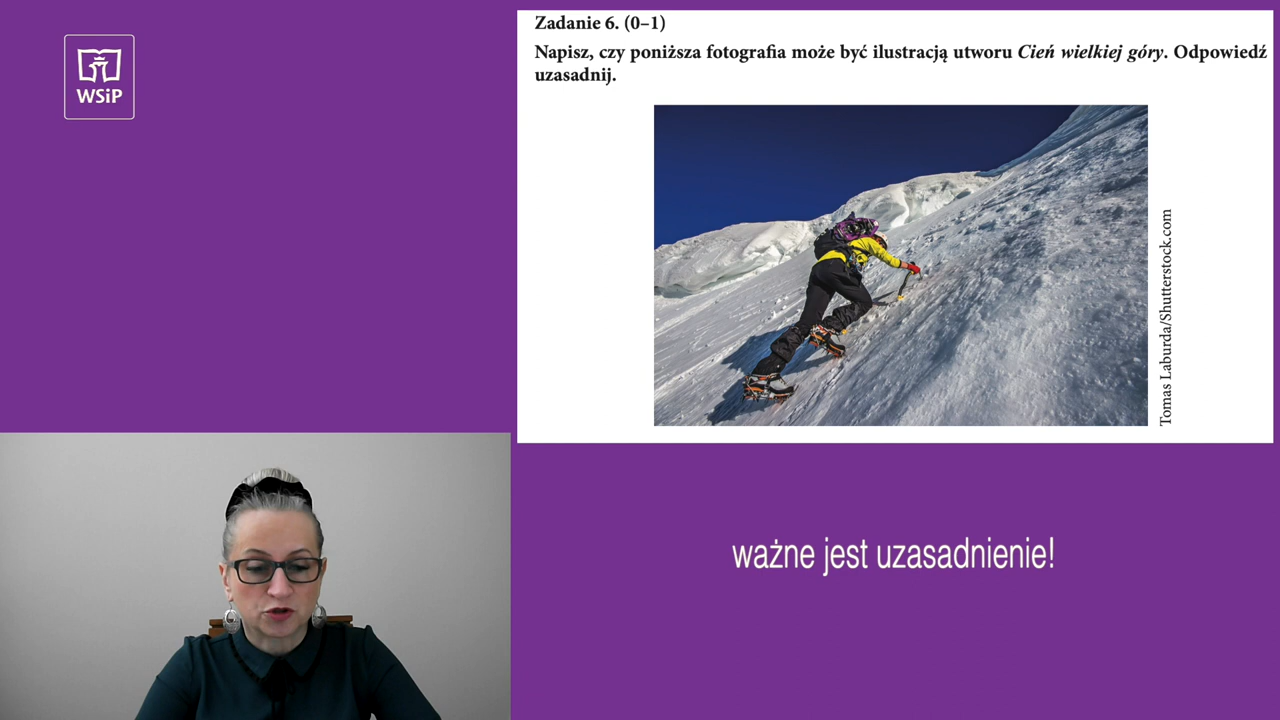 WSiP
Zadanie 6. (0–1)
Napisz, czy poniższa fotografia może być ilustracją utworu Cień wielkiej góry. Odpowiedź
uzasadnij.
Tomas Laburda/Shutterstock.com
ważne jest uzasadnienie!